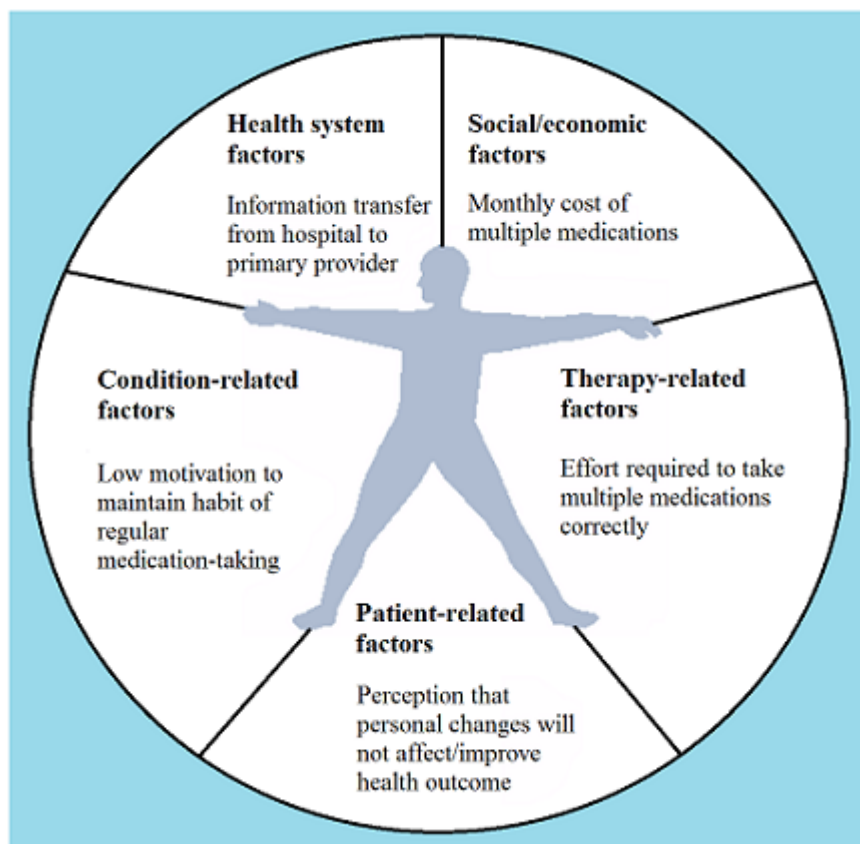 Health system
factors
Information transfer
from hospital to
primary provider
Social/economic
factors
Monthly cost of
multiple medications
Condition-related
factors
Low motivation to
maintain habit of
regular
medication-taking
Therapy-related
factors
Effort required to take
multiple medications
correctly
Patient-related
factors
Perception that
personal changes will
not affect/improve
health outcome